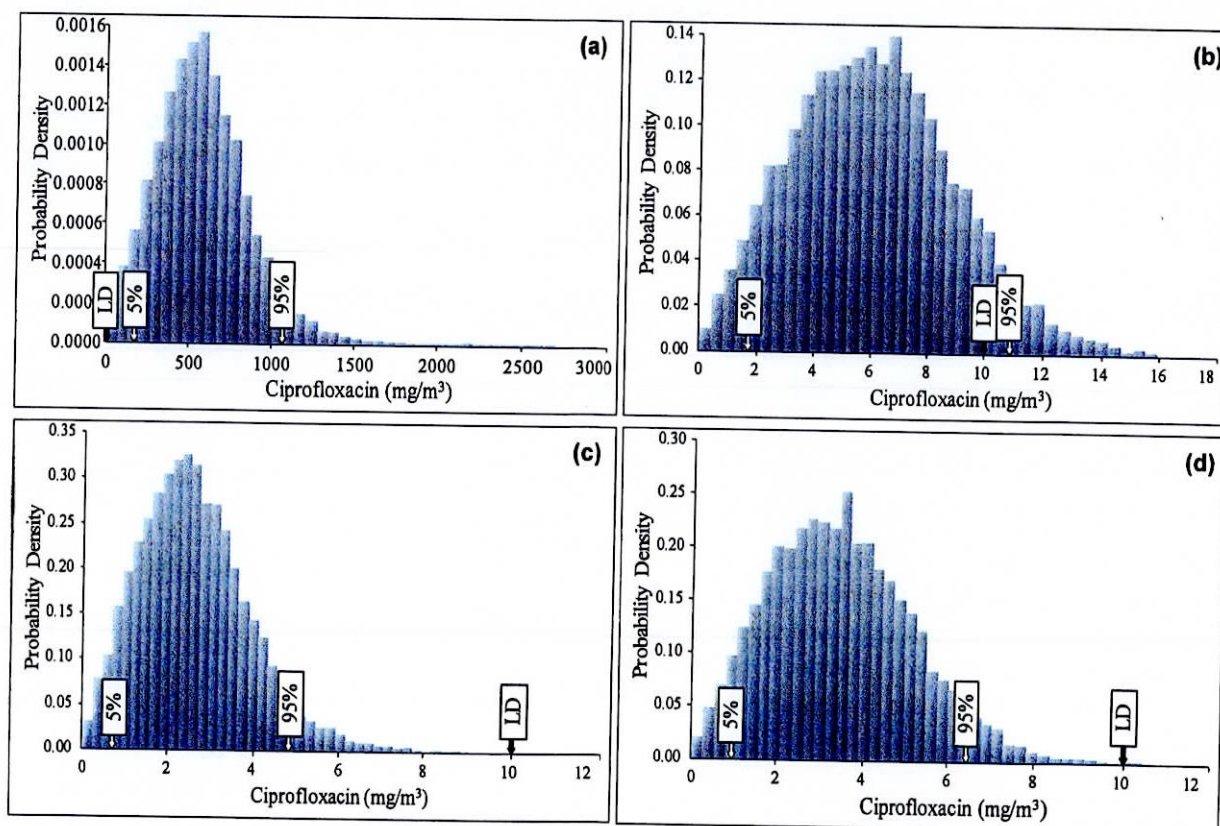 (a)
Probability Density
0.0016
0.0014
0.0012
0.0010
0.0008
0.0006
0.0004
0.000
0.0000
LD
5%
95%
0 500 1000 1500 2000 2500 3000
Ciprofloxacin (mg/m³)
(b)
Probability Density
0.14
0.12
0.10
0.08
0.06
0.04
0.02
0.00
5%
LD
95%
0 2 4 6 8 10 12 14 16 18
Ciprofloxacin (mg/m³)
(c)
Probability Density
0.35
0.30
0.25
0.20
0.15
0.10
0.05
0.00
5%
95%
LD
0 2 4 6 8 10 12
Ciprofloxacin (mg/m³)
(d)
Probability Density
0.30
0.25
0.20
0.15
0.10
0.05
0.00
5%
95%
LD
0 2 4 6 8 10 12
Ciprofloxacin (mg/m³)